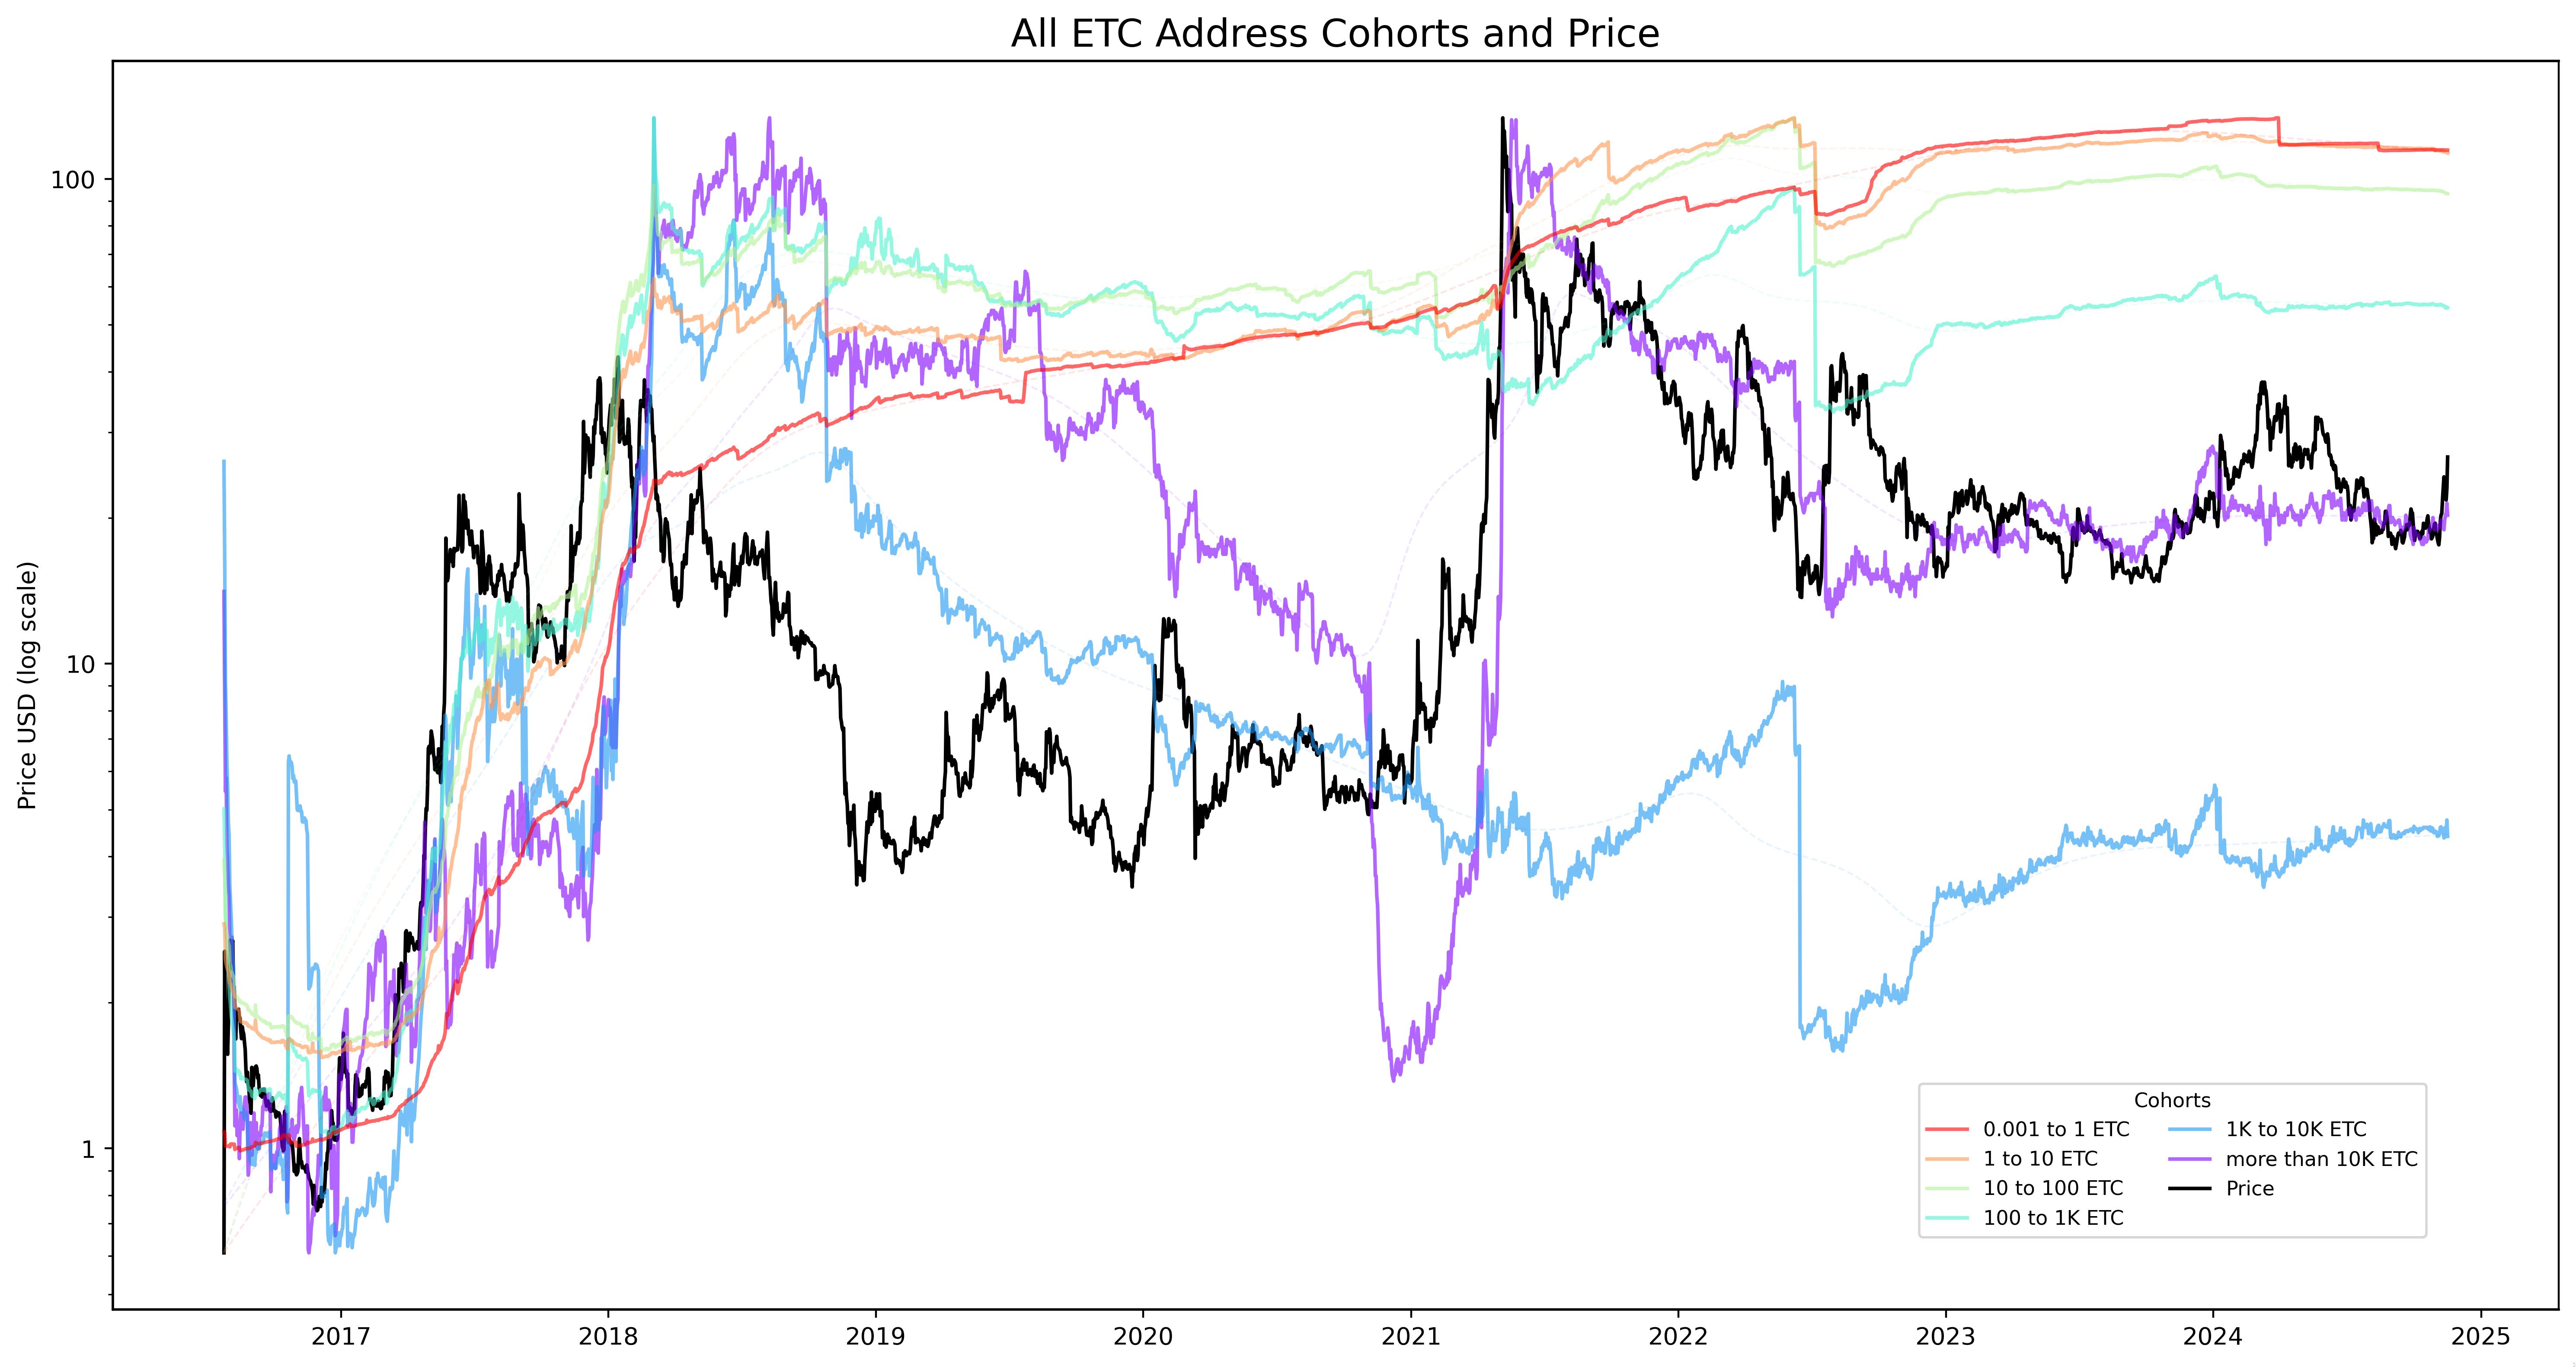 All ETC Address Cohorts and Price
Price USD (log scale)
100
10
1
2017 2018 2019 2020 2021 2022 2023 2024 2025
Cohorts
0.001 to 1 ETC
1 to 10 ETC
10 to 100 ETC
100 to 1K ETC
1K to 10K ETC
more than 10K ETC
Price